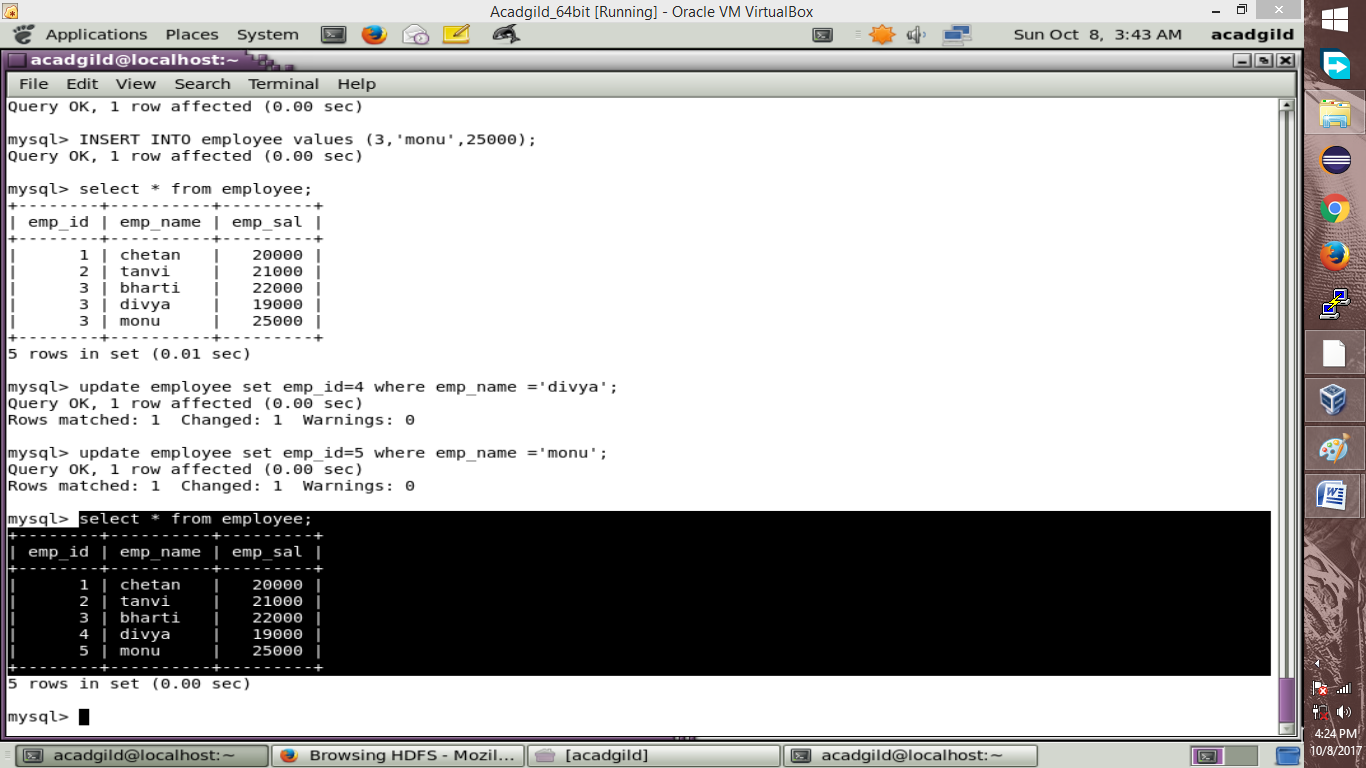 Acadgild_64bit [Running] - Oracle VM VirtualBox
Applications Places System Sun Oct 8, 3:43 AM acadgild
acadgild@localhost:~
File Edit View Search Terminal Help
Query OK, 1 row affected (0.00 sec)
mysql> INSERT INTO employee values (3,'monu',25000);
Query OK, 1 row affected (0.00 sec)
mysql> select * from employee;
+--------+----------+---------+
| emp_id | emp_name | emp_sal |
+--------+----------+---------+
|      1 | chetan   |   20000 |
|      2 | tanvi    |   21000 |
|      3 | bharti   |   22000 |
|      3 | divya    |   19000 |
|      3 | monu     |   25000 |
+--------+----------+---------+
5 rows in set (0.01 sec)
mysql> update employee set emp_id=4 where emp_name ='divya';
Query OK, 1 row affected (0.00 sec)
Rows matched: 1  Changed: 1  Warnings: 0
mysql> update employee set emp_id=5 where emp_name ='monu';
Query OK, 1 row affected (0.00 sec)
Rows matched: 1  Changed: 1  Warnings: 0
mysql> select * from employee;
+--------+----------+---------+
| emp_id | emp_name | emp_sal |
+--------+----------+---------+
|      1 | chetan   |   20000 |
|      2 | tanvi    |   21000 |
|      3 | bharti   |   22000 |
|      4 | divya    |   19000 |
|      5 | monu     |   25000 |
+--------+----------+---------+
5 rows in set (0.00 sec)
mysql>
acadgild@localhost:~ Browsing HDFS - Mozil... [acadgild] acadgild@localhost:~
4:24 PM
10/8/2017